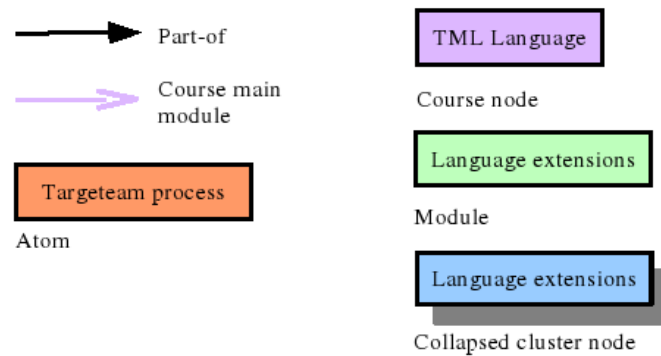 Part-of
Course main
module
Targeteam process
Atom
TML Language
Course node
Language extensions
Module
Language extensions
Collapsed cluster node